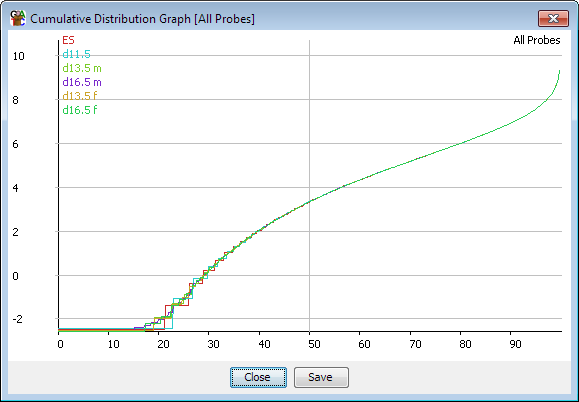 Cumulative Distribution Graph [All Probes]
ES
All Probes
d11.5
d13.5 m
d16.5 m
d13.5 f
d16.5 f
10
8
6
4
2
0
-2
0 10 20 30 40 50 60 70 80 90
Close Save